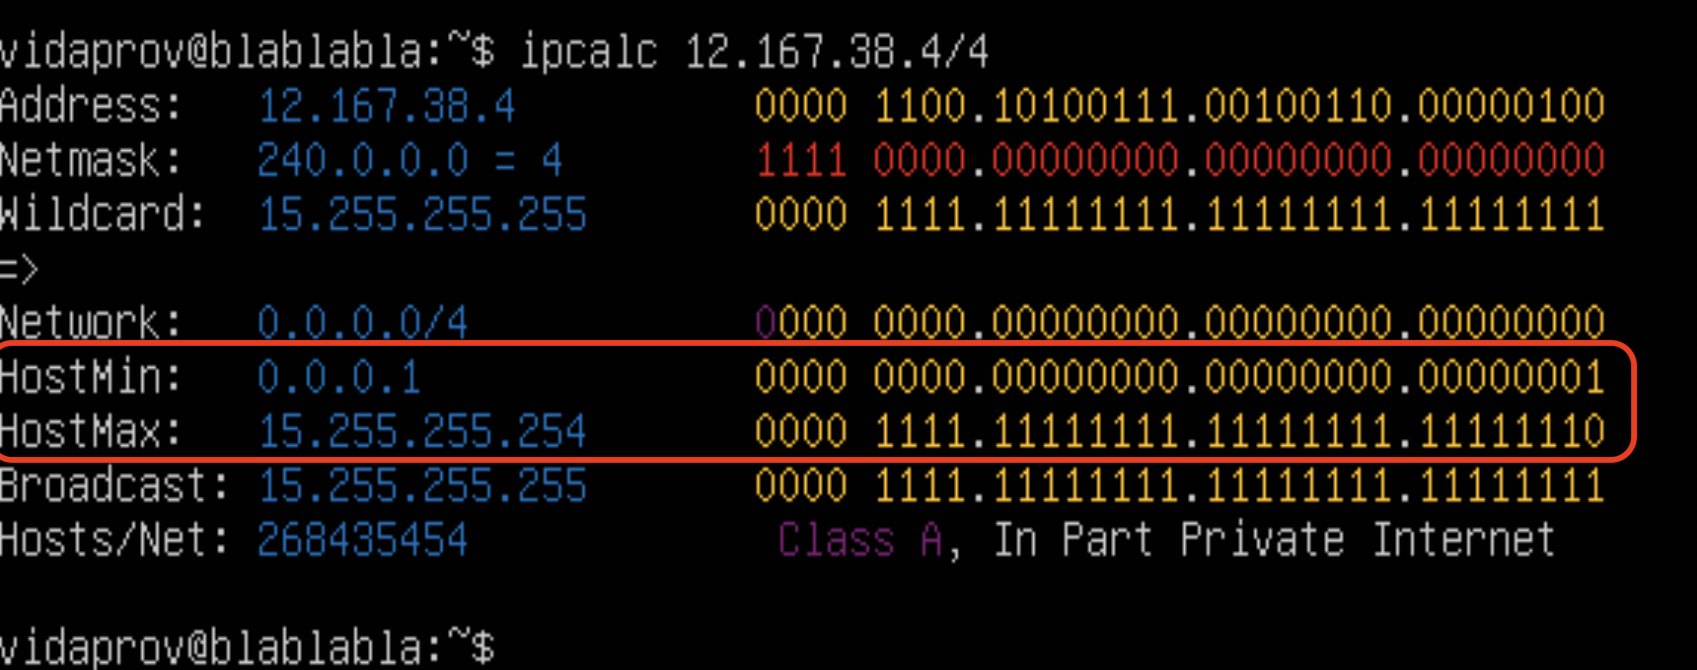 vidaprov@blablabla:~$ ipcalc 12.167.38.4/4
Address: 12.167.38.4 0000 1100.10100111.00100110.00000100
Netmask: 240.0.0.0 = 4 1111 0000.00000000.00000000.00000000
Wildcard: 15.255.255.255 0000 1111.11111111.11111111.11111111
=>
Network: 0.0.0.0/4 0000 0000.00000000.00000000.00000000
HostMin: 0.0.0.1 0000 0000.00000000.00000000.00000001
HostMax: 15.255.255.254 0000 1111.11111111.11111111.11111110
Broadcast: 15.255.255.255 0000 1111.11111111.11111111.11111111
Hosts/Net: 268435454 Class A, In Part Private Internet
vidaprov@blablabla:~$